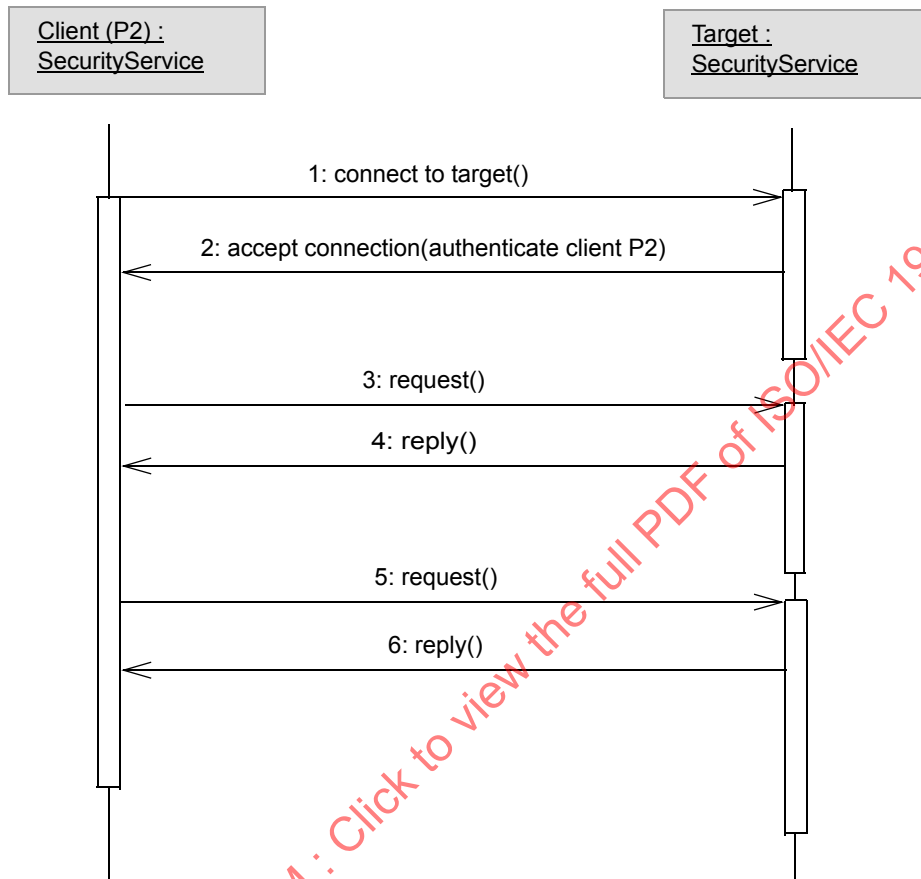 Client (P2) :
SecurityService
Target :
SecurityService
1: connect to target()
2: accept connection(authenticate client P2)
3: request()
4: reply()
5: request()
6: reply()
: Click to view the full PDF of ISO/IEC 19